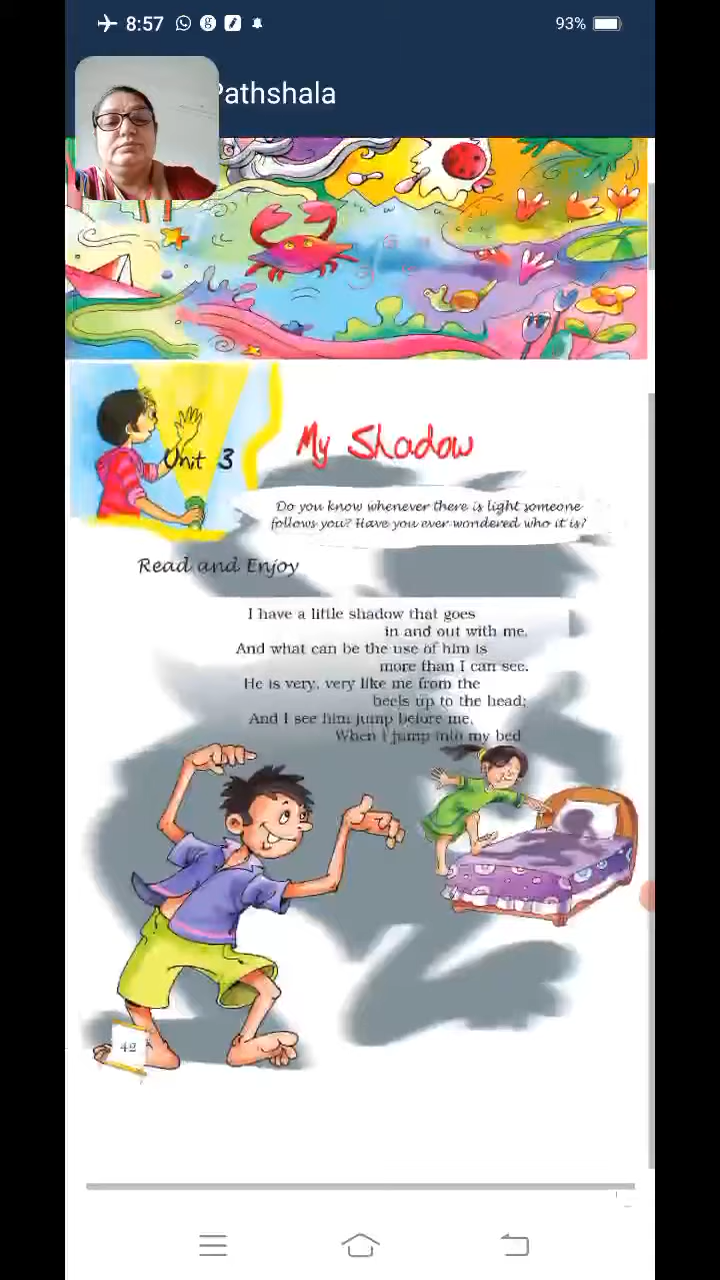 8:57
93%
Pathshala
Unit 3
My Shadow
Do you know whenever there is light someone
follows you? Have you ever wondered who it is?
Read and Enjoy
I have a little shadow that goes
in and out with me.
And what can be the use of him is
more than I can see.
He is very, very like me from the
heels up to the head;
And I see him jump before me,
When I jump into my bed
42